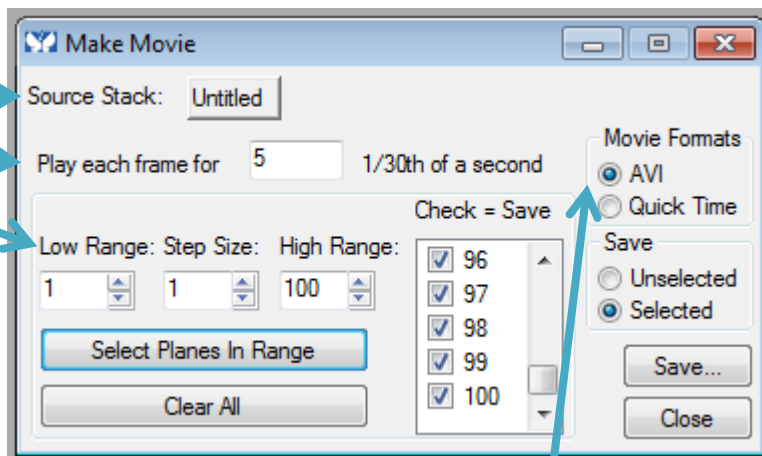 Make Movie
Source Stack: Untitled
Play each frame for 5 1/30th of a second
Movie Formats
AVI
Quick Time
Check = Save
Low Range: Step Size: High Range:
1 1 100
96
97
98
99
100
Save
Unselected
Selected
Select Planes In Range
Clear All
Save...
Close